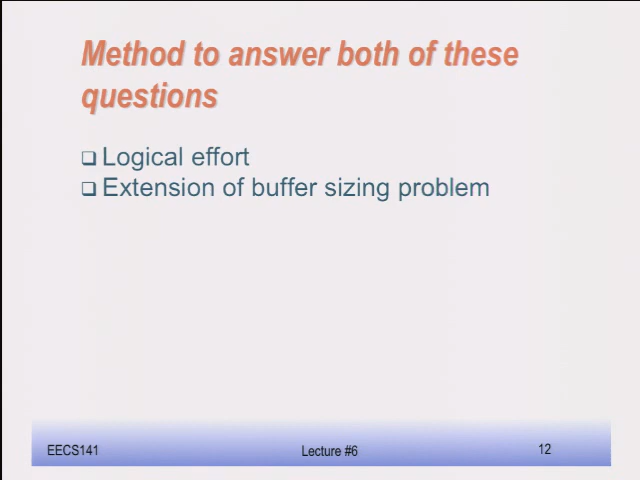 Method to answer both of these
questions
❑ Logical effort
❑ Extension of buffer sizing problem
EECS141
Lecture #6
12